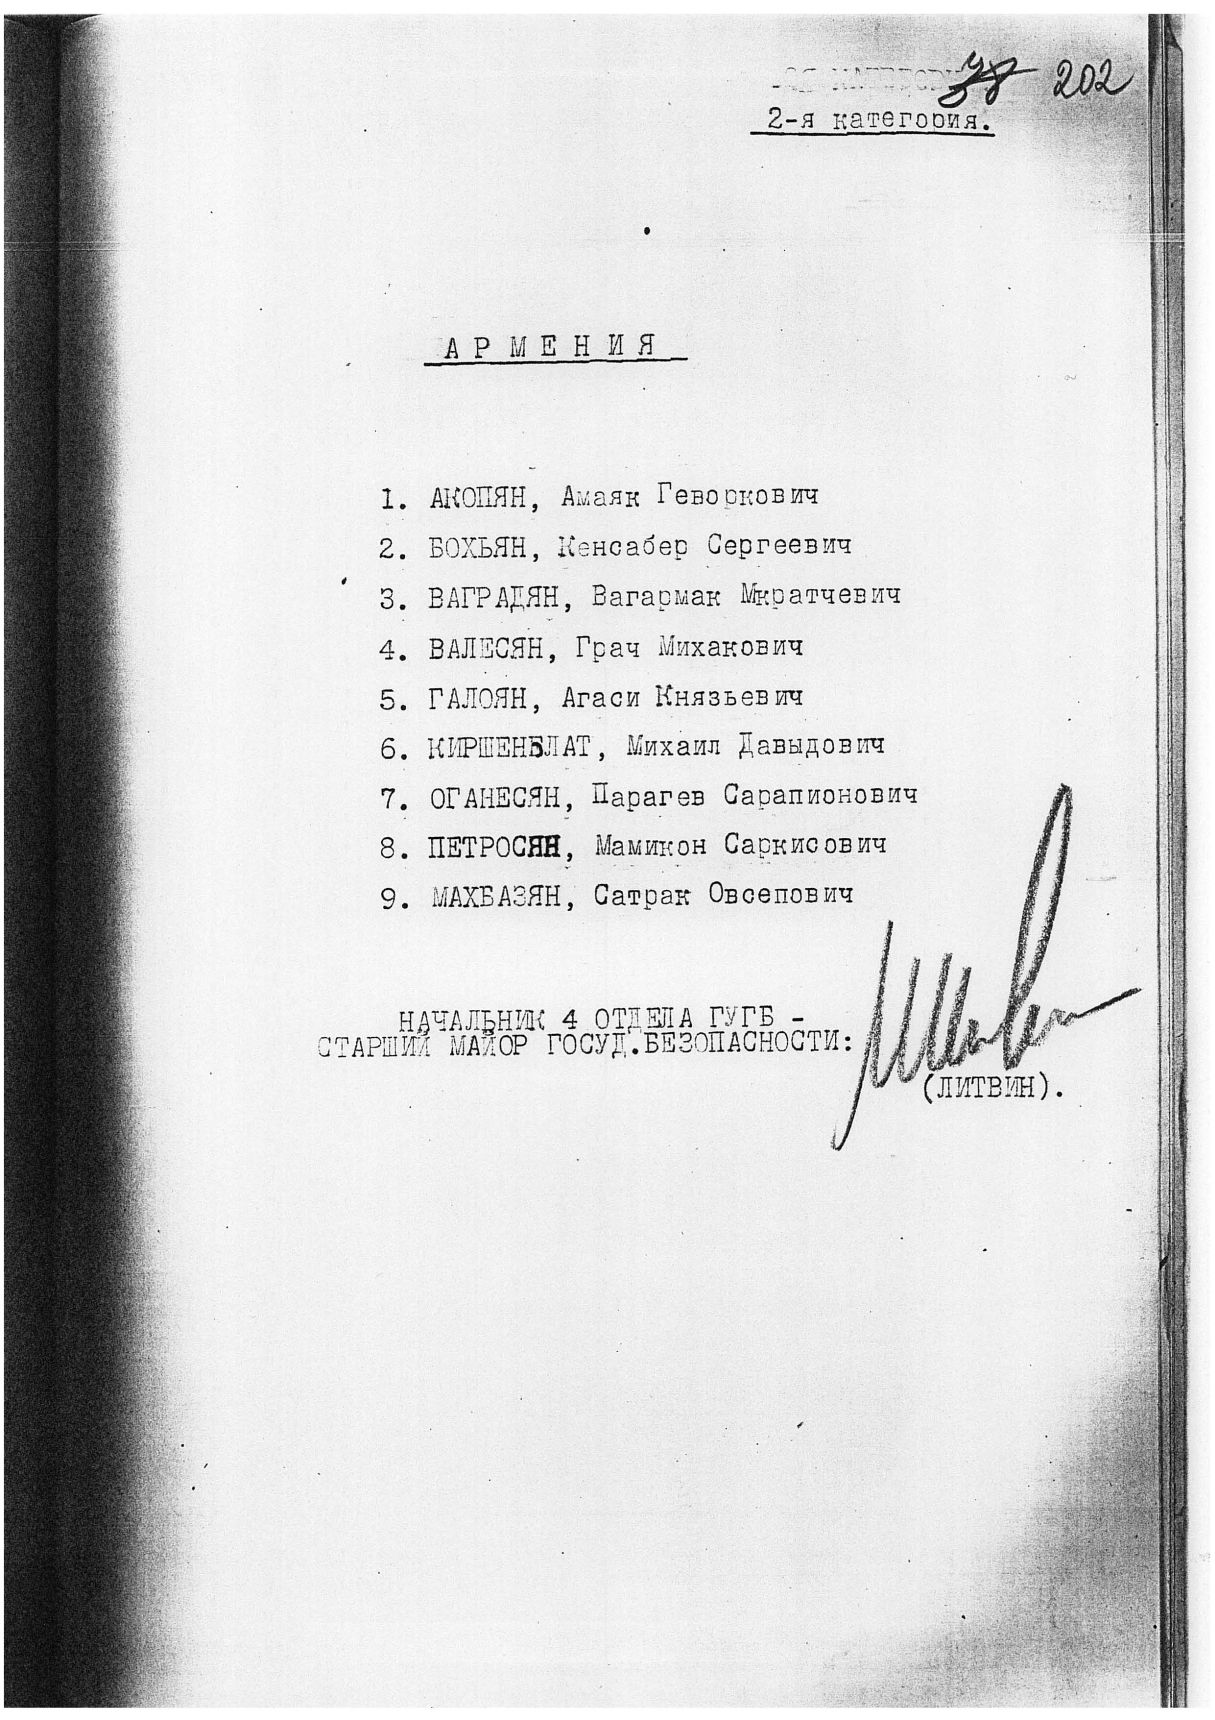 202
2-я категория.
АРМЕНИЯ
1. АКОПЯН, Амаяк Геворкович
2. БОХЬЯН, Кенсабер Сергеевич
3. ВАГРАДЯН, Вагармак Мкратчевич
4. ВАЛЕСЯН, Грач Михакович
5. ГАЛОЯН, Агаси Князьевич
6. КИРШЕНБЛАТ, Михаил Давыдович
7. ОГАНЕСЯН, Парагев Сарапионович
8. ПЕТРОСЯН, Мамикон Саркисович
9. МАХБАЗЯН, Сатрак Овсепович
НАЧАЛЬНИК 4 ОТДЕЛА ГУГБ -
СТАРШИЙ МАЙОР ГОСУД.БЕЗОПАСНОСТИ:
(ЛИТВИН).